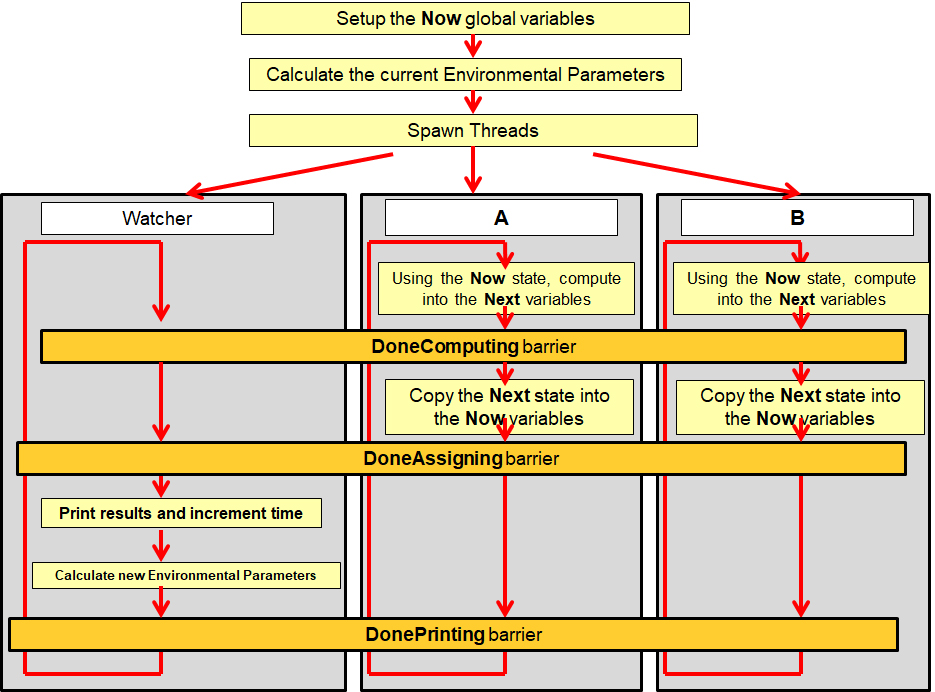 Setup the Now global variables
Calculate the current Environmental Parameters
Spawn Threads
Watcher
A
B
Using the Now state, compute
into the Next variables
Using the Now state, compute
into the Next variables
DoneComputing barrier
Copy the Next state into
the Now variables
Copy the Next state into
the Now variables
DoneAssigning barrier
Print results and increment time
Calculate new Environmental Parameters
DonePrinting barrier